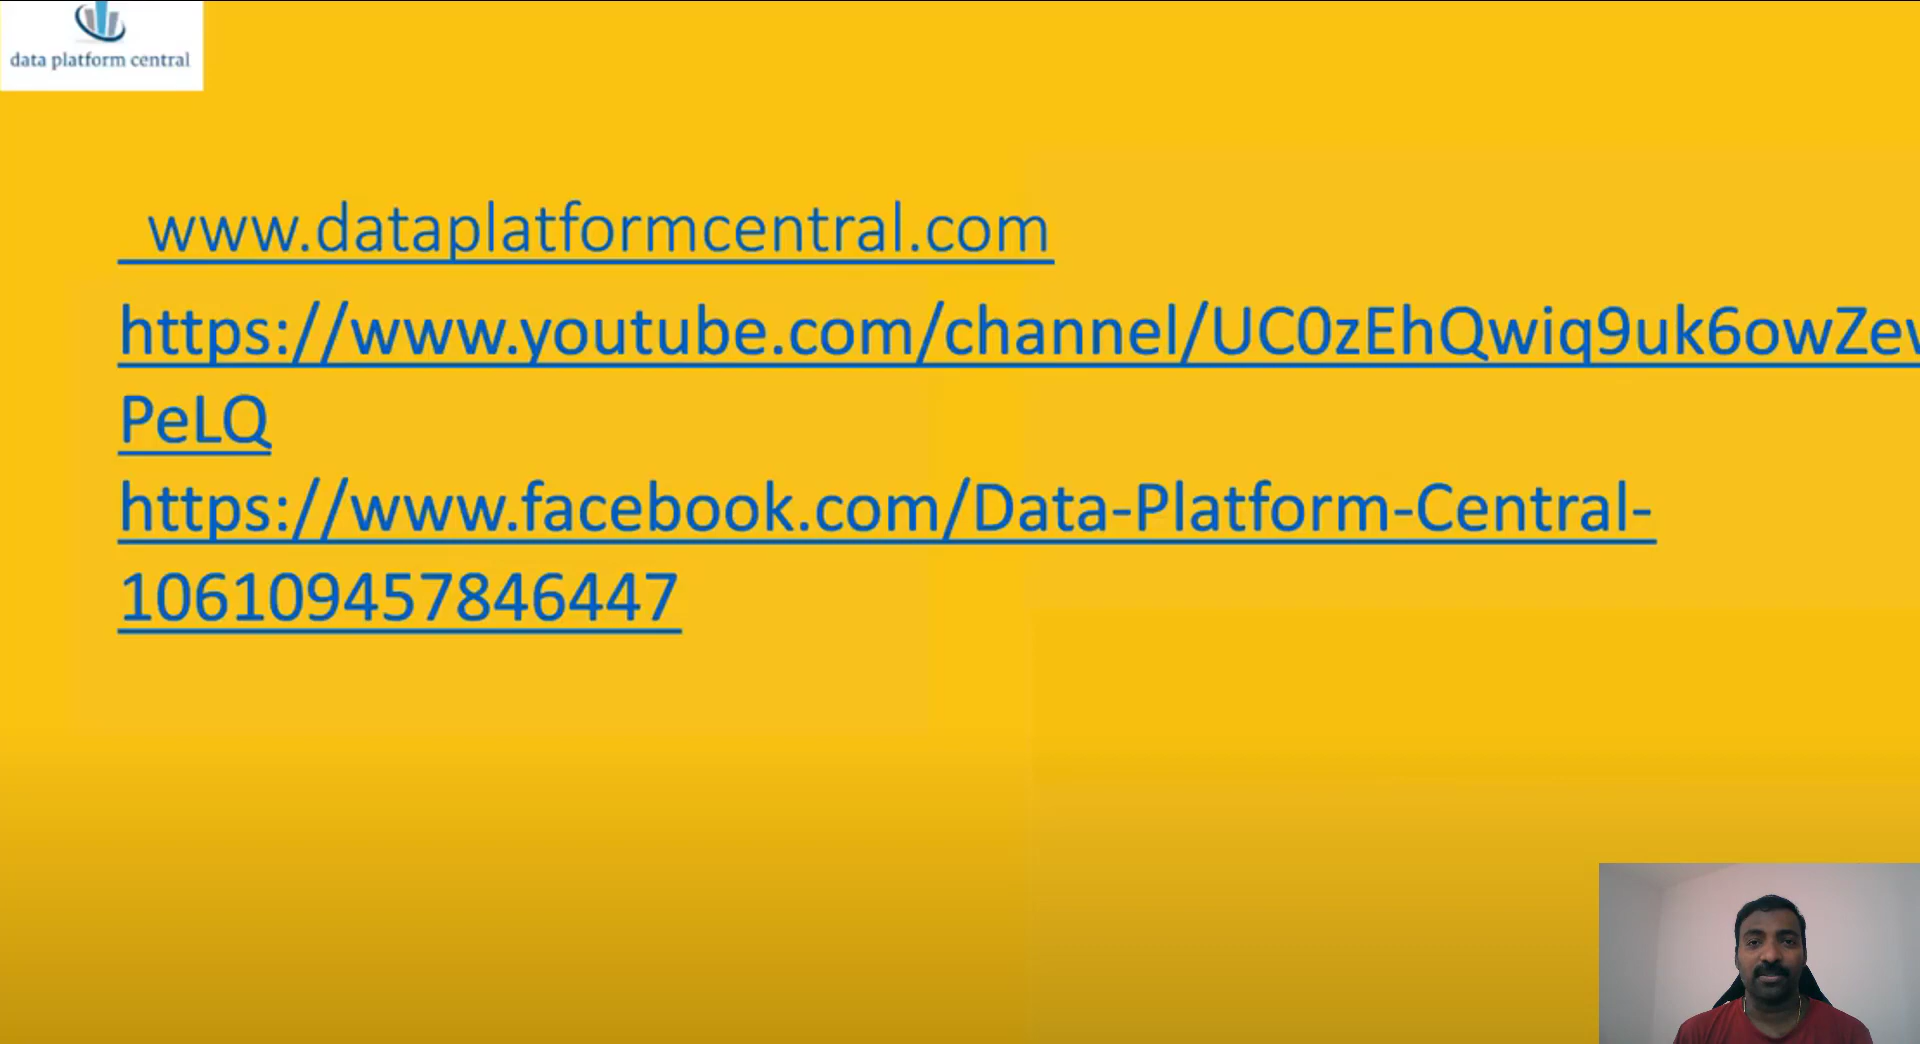 data platform central
www.dataplatformcentral.com
https://www.youtube.com/channel/UC0zEhQwiq9uk6owZev
PeLQ
https://www.facebook.com/Data-Platform-Central-
106109457846447